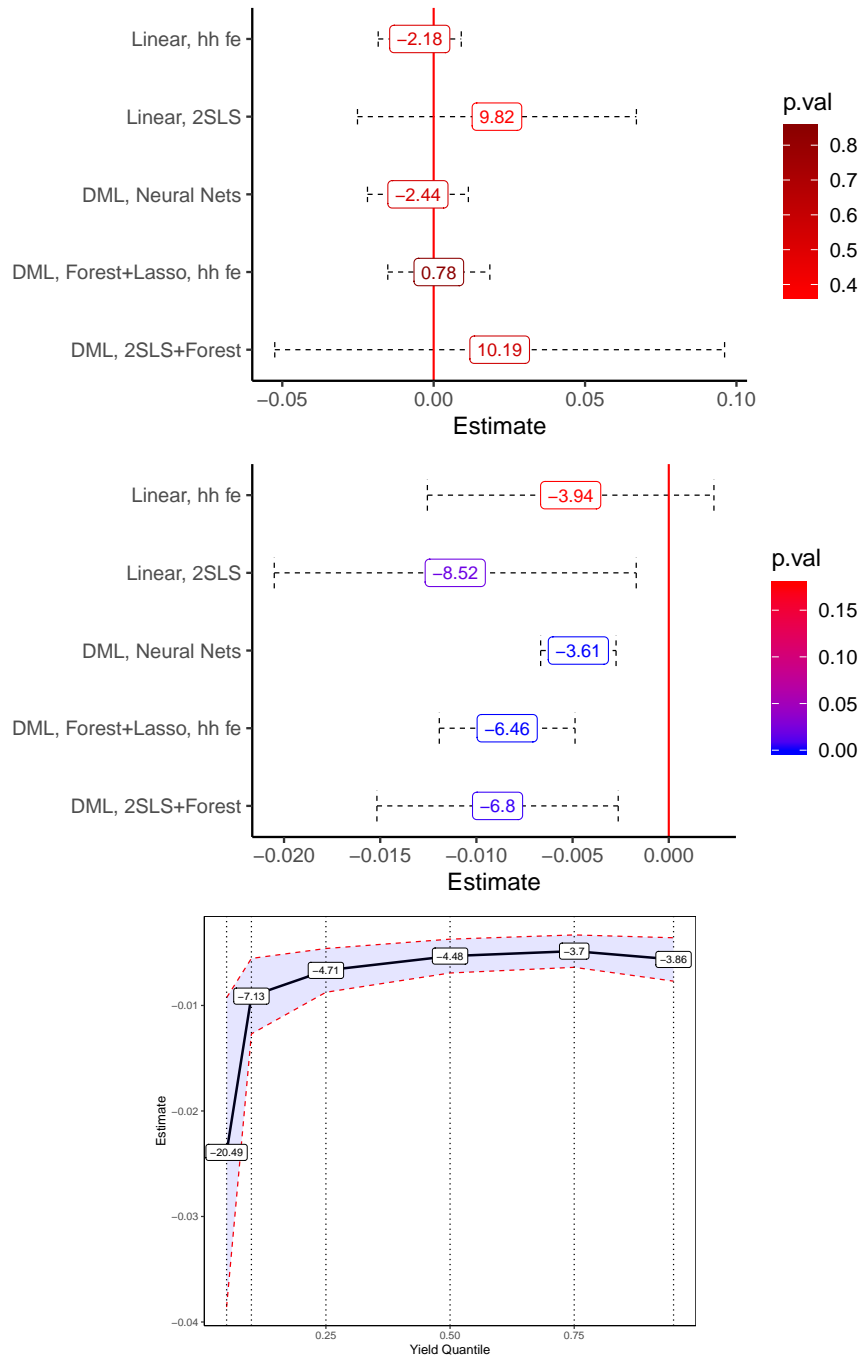 Linear, hh fe
−2.18
Linear, 2SLS
9.82
DML, Neural Nets
−2.44
DML, Forest+Lasso, hh fe
0.78
DML, 2SLS+Forest
10.19
−0.05 0.00 0.05 0.10
Estimate
p.val
0.8
0.7
0.6
0.5
0.4
Linear, hh fe
−3.94
Linear, 2SLS
−8.52
DML, Neural Nets
−3.61
DML, Forest+Lasso, hh fe
−6.46
DML, 2SLS+Forest
−6.8
−0.020 −0.015 −0.010 −0.005 0.000
Estimate
p.val
0.15
0.10
0.05
0.00
−20.49
−7.13
−4.71
−4.48
−3.7
−3.86
−0.01
−0.02
−0.03
−0.04
Estimate
0.25 0.50 0.75
Yield Quantile